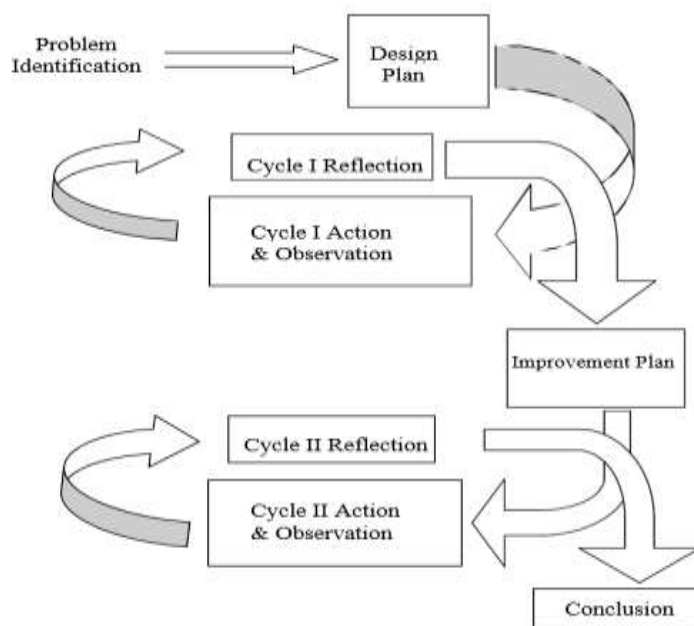 Problem
Identification
Design
Plan
Cycle I Reflection
Cycle I Action
& Observation
Improvement Plan
Cycle II Reflection
Cycle II Action
& Observation
Conclusion